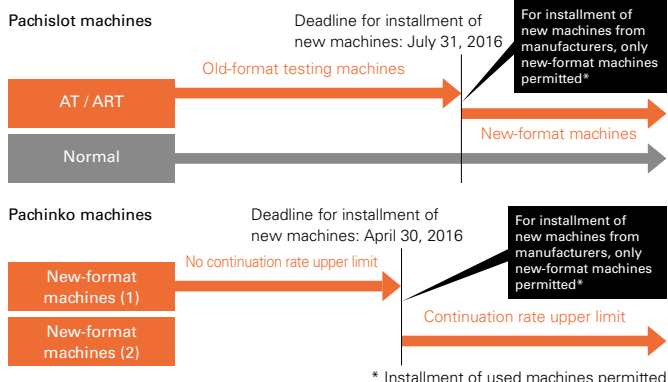 Pachislot machines
Deadline for installment of
new machines: July 31, 2016
For installment of
new machines from
manufacturers, only
new-format machines
permitted*
Old-format testing machines
AT / ART
New-format machines
Normal
Pachinko machines
Deadline for installment of
new machines: April 30, 2016
For installment of
new machines from
manufacturers, only
new-format machines
permitted*
No continuation rate upper limit
New-format
machines (1)
Continuation rate upper limit
New-format
machines (2)
* Installment of used machines permitted